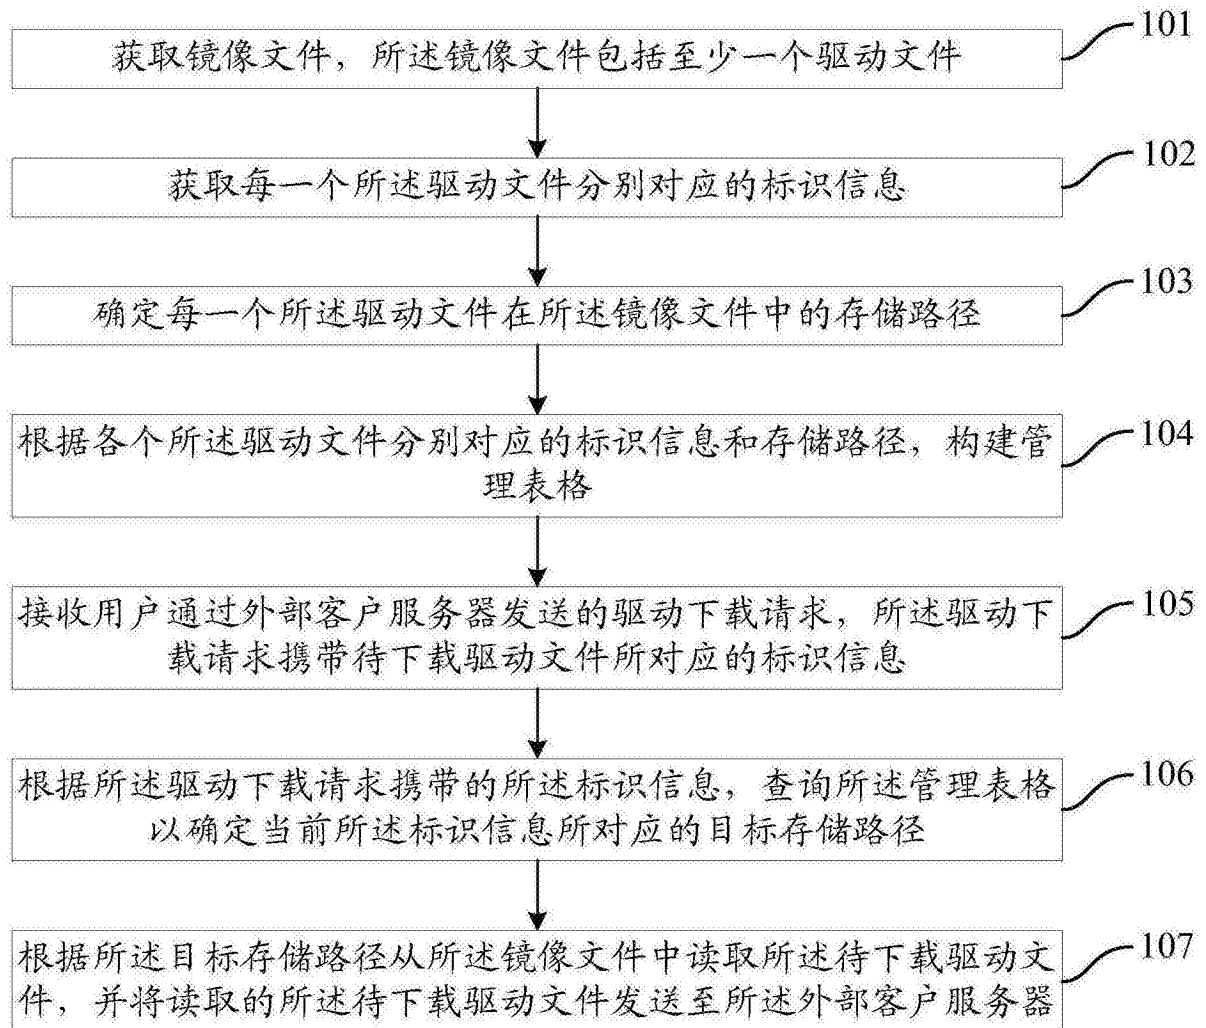 101
获取镜像文件，所述镜像文件包括至少一个驱动文件
102
获取每一个所述驱动文件分别对应的标识信息
103
确定每一个所述驱动文件在所述镜像文件中的存储路径
104
根据各个所述驱动文件分别对应的标识信息和存储路径，构建管
理表格
105
接收用户通过外部客户服务器发送的驱动下载请求，所述驱动下
载请求携带待下载驱动文件所对应的标识信息
106
根据所述驱动下载请求携带的所述标识信息，查询所述管理表格
以确定当前所述标识信息所对应的目标存储路径
107
根据所述目标存储路径从所述镜像文件中读取所述待下载驱动文
件，并将读取的所述待下载驱动文件发送至所述外部客户服务器